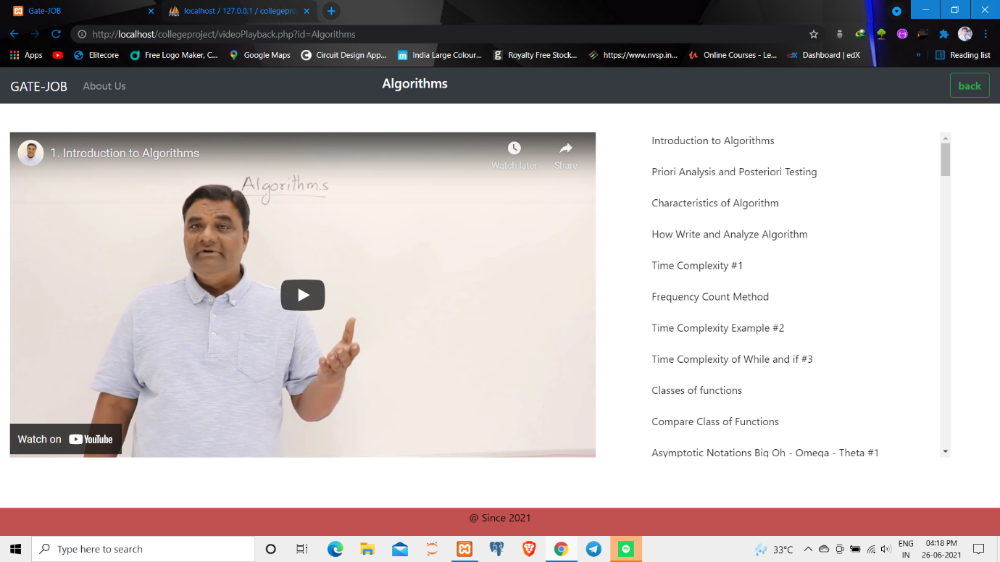 Gate-JOB
localhost / 127.0.0.1 / collegepro
http://localhost/collegeproject/videoPlayback.php?id=Algorithms
Apps
Elitecore
Free Logo Maker, C...
Google Maps
Circuit Design App...
India Large Colour...
Royalty Free Stock...
https://www.nvsp.in...
Online Courses - Le...
Dashboard | edX
»
Reading list
GATE-JOB
About Us
Algorithms
back
1. Introduction to Algorithms
Watch later
Share
Algorithms
Watch on YouTube
Introduction to Algorithms
Priori Analysis and Posteriori Testing
Characteristics of Algorithm
How Write and Analyze Algorithm
Time Complexity #1
Frequency Count Method
Time Complexity Example #2
Time Complexity of While and if #3
Classes of functions
Compare Class of Functions
Asymptotic Notations Big Oh - Omega - Theta #1
@ Since 2021
Type here to search
33°C
ENG
IN
04:18 PM
26-06-2021